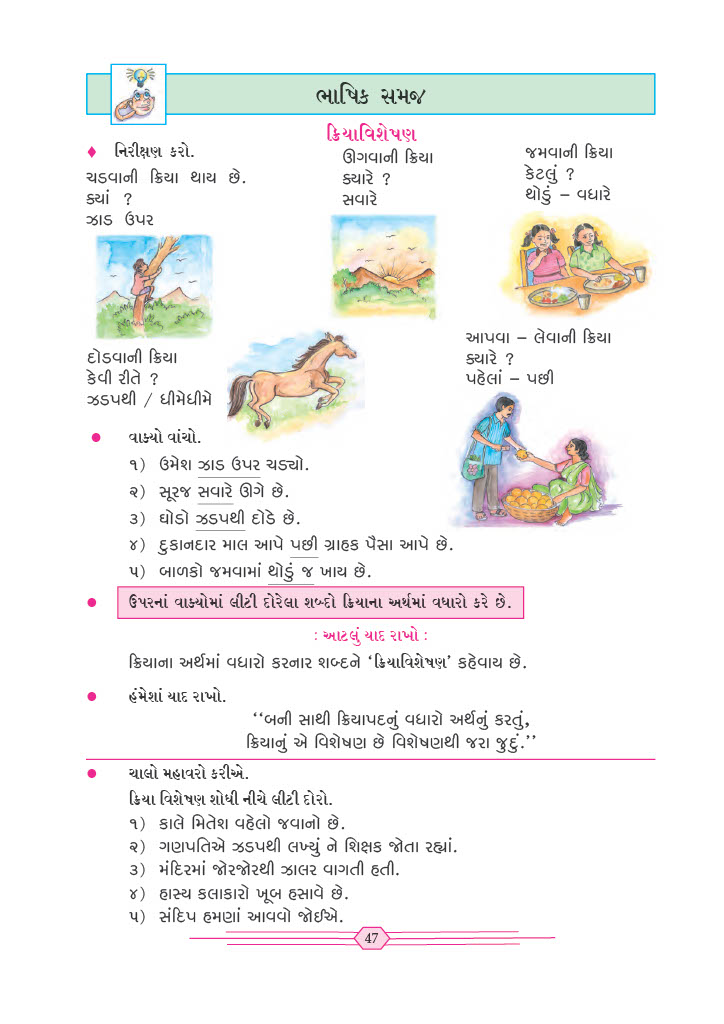 ભાષિક સમજ
ક્રિયાવિશેષણ
♦ નિરીક્ષણ કરો.
ચડવાની ક્રિયા થાય છે.
ક્યાં ?
ઝાડ ઉપર
ઊગવાની ક્રિયા
ક્યારે ?
સવારે
જમવાની ક્રિયા
કેટલું ?
થોડું – વધારે
દોડવાની ક્રિયા
કેવી રીતે ?
ઝડપથી / ધીમેધીમે
આપવા – લેવાની ક્રિયા
ક્યારે ?
પહેલાં – પછી
● વાક્યો વાંચો.
૧) ઉમેશ ઝાડ ઉપર ચડ્યો.
૨) સૂરજ સવારે ઊગે છે.
૩) ઘોડો ઝડપથી દોડે છે.
૪) દુકાનદાર માલ આપે પછી ગ્રાહક પૈસા આપે છે.
૫) બાળકો જમવામાં થોડું જ ખાય છે.
● ઉપરનાં વાક્યોમાં લીટી દોરેલા શબ્દો ક્રિયાના અર્થમાં વધારો કરે છે.
: આટલું યાદ રાખો :
ક્રિયાના અર્થમાં વધારો કરનાર શબ્દને ‘ક્રિયાવિશેષણ’ કહેવાય છે.
● હંમેશાં યાદ રાખો.
‘‘બની સાથી ક્રિયાપદનું વધારો અર્થનું કરતું,
ક્રિયાનું એ વિશેષણ છે વિશેષણથી જરા જુદું.’’
● ચાલો મહાવરો કરીએ.
ક્રિયા વિશેષણ શોધી નીચે લીટી દોરો.
૧) કાલે મિતેશ વહેલો જવાનો છે.
૨) ગણપતિએ ઝડપથી લખ્યું ને શિક્ષક જોતા રહ્યાં.
૩) મંદિરમાં જોરજોરથી ઝાલર વાગતી હતી.
૪) હાસ્ય કલાકારો ખૂબ હસાવે છે.
૫) સંદિપ હમણાં આવવો જોઈએ.
47